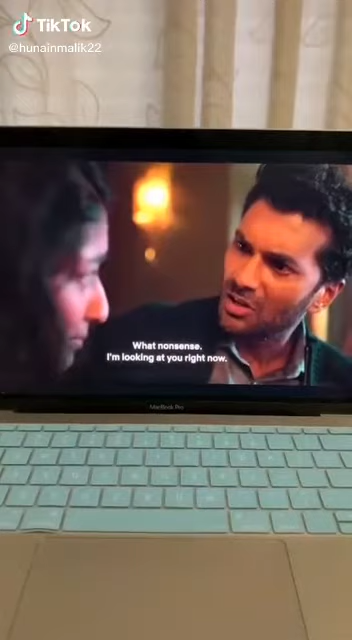 TikTok
@hunainmalik22
What nonsense.
I'm looking at you right now.
MacBook Pro